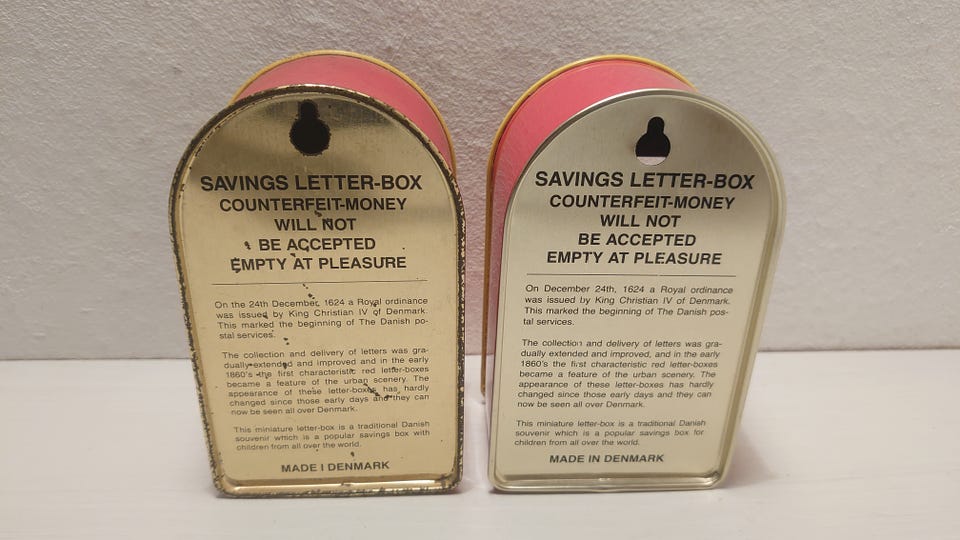 SAVINGS LETTER-BOX
COUNTERFEIT-MONEY
WILL NOT
BE ACCEPTED
EMPTY AT PLEASURE
On the 24th December, 1624 a Royal ordinance
was issued by King Christian IV of Denmark.
This marked the beginning of The Danish po-
stal services.
The collection and delivery of letters was gra-
dually extended and improved and in the early
1860's the first characteristic red letter-boxes
became a feature of the urban scenery. The
appearance of these letter-boxes has hardly
changed since those early days and they can
now be seen all over Denmark.
This miniature letter-box is a traditional Danish
souvenir which is a popular savings box with
children from all over the world.
MADE I DENMARK
SAVINGS LETTER-BOX
COUNTERFEIT-MONEY
WILL NOT
BE ACCEPTED
EMPTY AT PLEASURE
On December 24th, 1624 a Royal ordinance
was issued by King Christian IV of Denmark.
This marked the beginning of The Danish pos-
tal services.
The collection and delivery of letters was gra-
dually extended and improved, and in the early
1860's the first characteristic red letter-boxes
became a feature of the urban scenery. The
appearance of these letter-boxes has hardly
changed since those early days and they can
now be seen all over Denmark.
This miniature letter-box is a traditional Danish
souvenir which is a popular savings box for
children from all over the world.
MADE IN DENMARK